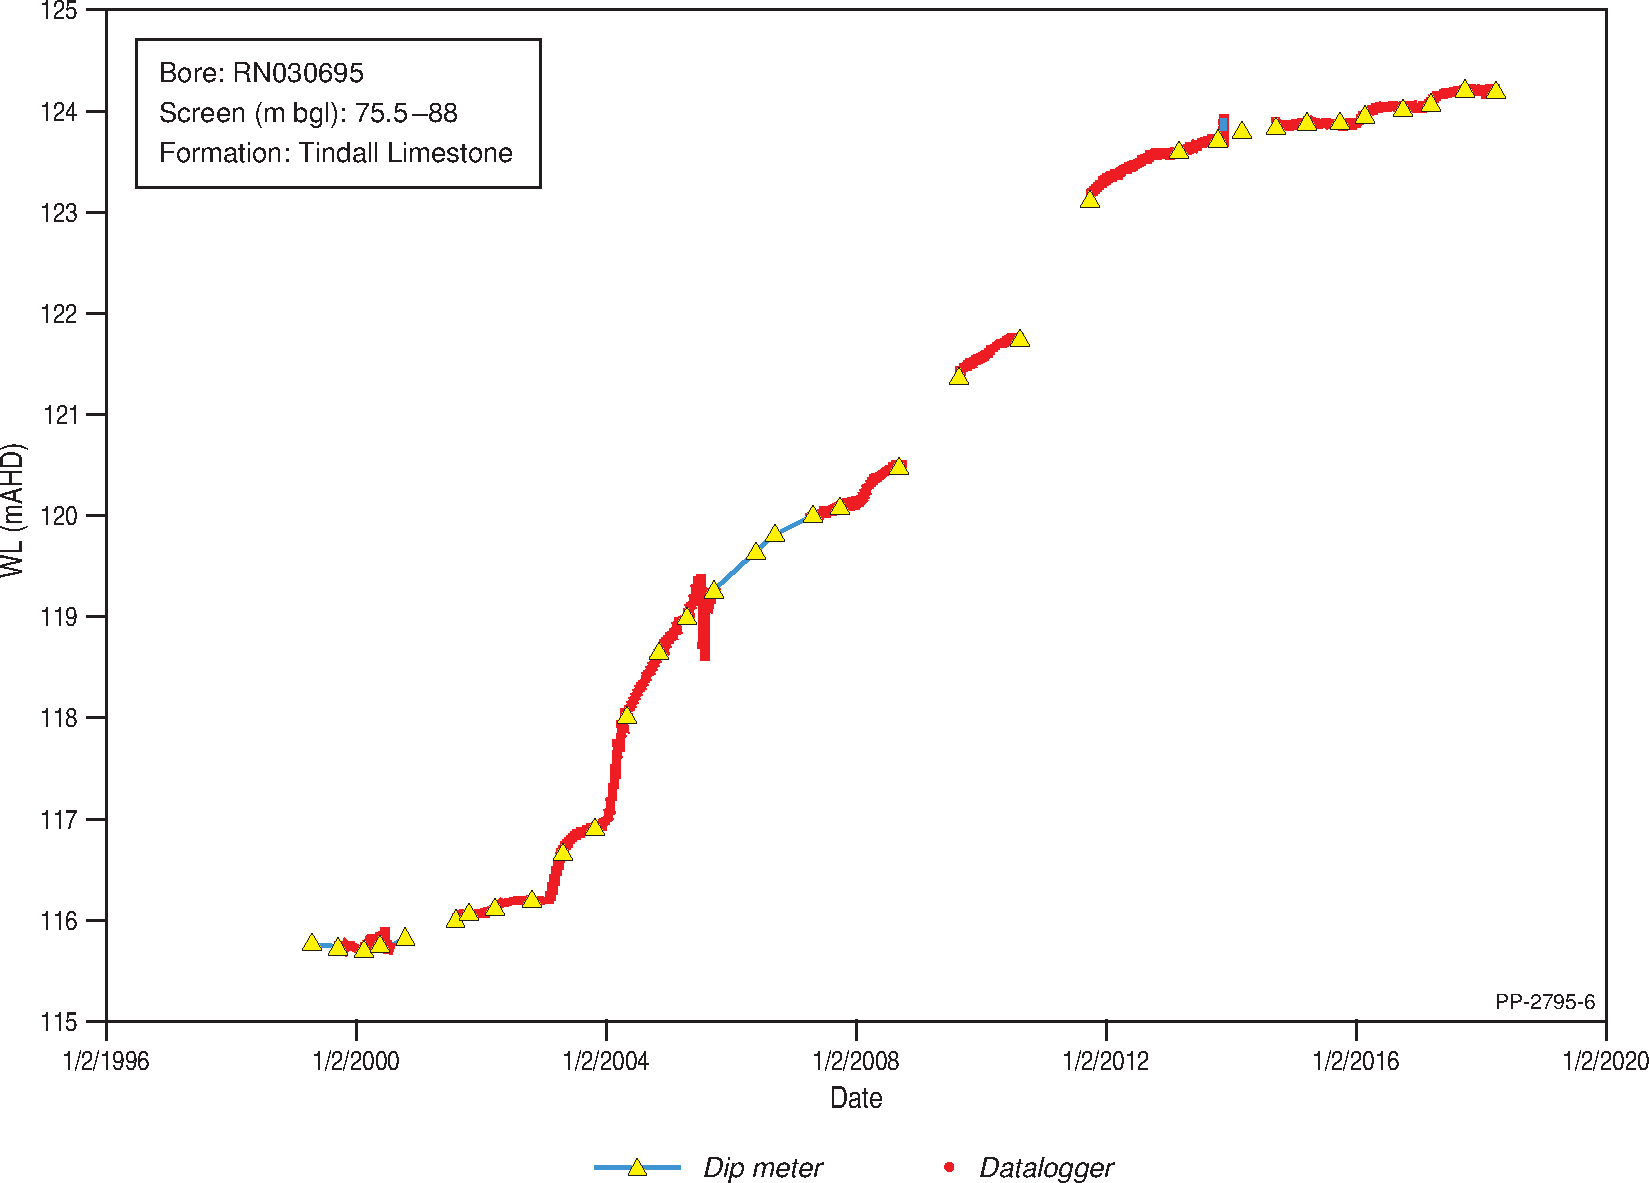 125
Bore: RN030695
Screen (m bgl): 75.5–88
Formation: Tindall Limestone
124
123
122
121
WL (mAHD)
120
119
118
117
116
115
PP-2795-6
1/2/1996
1/2/2000
1/2/2004
1/2/2008
1/2/2012
1/2/2016
1/2/2020
Date
Dip meter
Datalogger